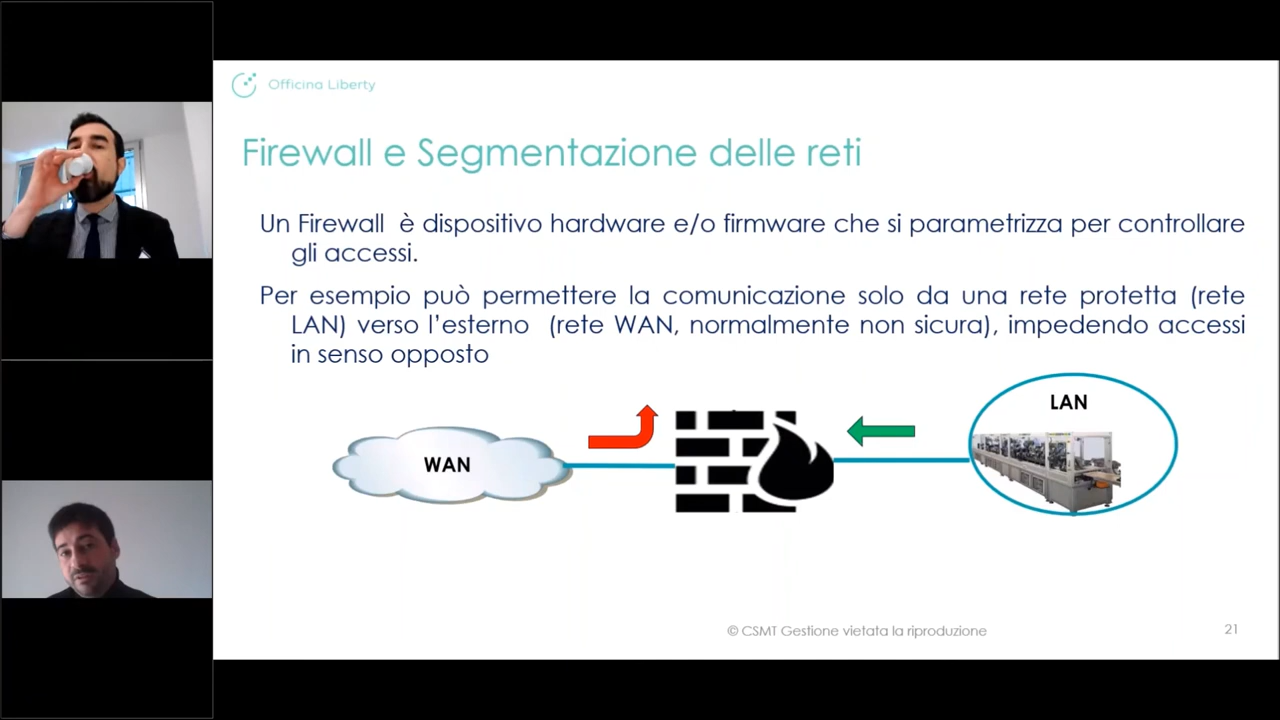 Officina Liberty
Firewall e Segmentazione delle reti
Un Firewall è dispositivo hardware e/o firmware che si parametrizza per controllare
gli accessi.
Per esempio può permettere la comunicazione solo da una rete protetta (rete
LAN) verso l'esterno (rete WAN, normalmente non sicura), impedendo accessi
in senso opposto
LAN
WAN
© CSMT Gestione vietata la riproduzione
21